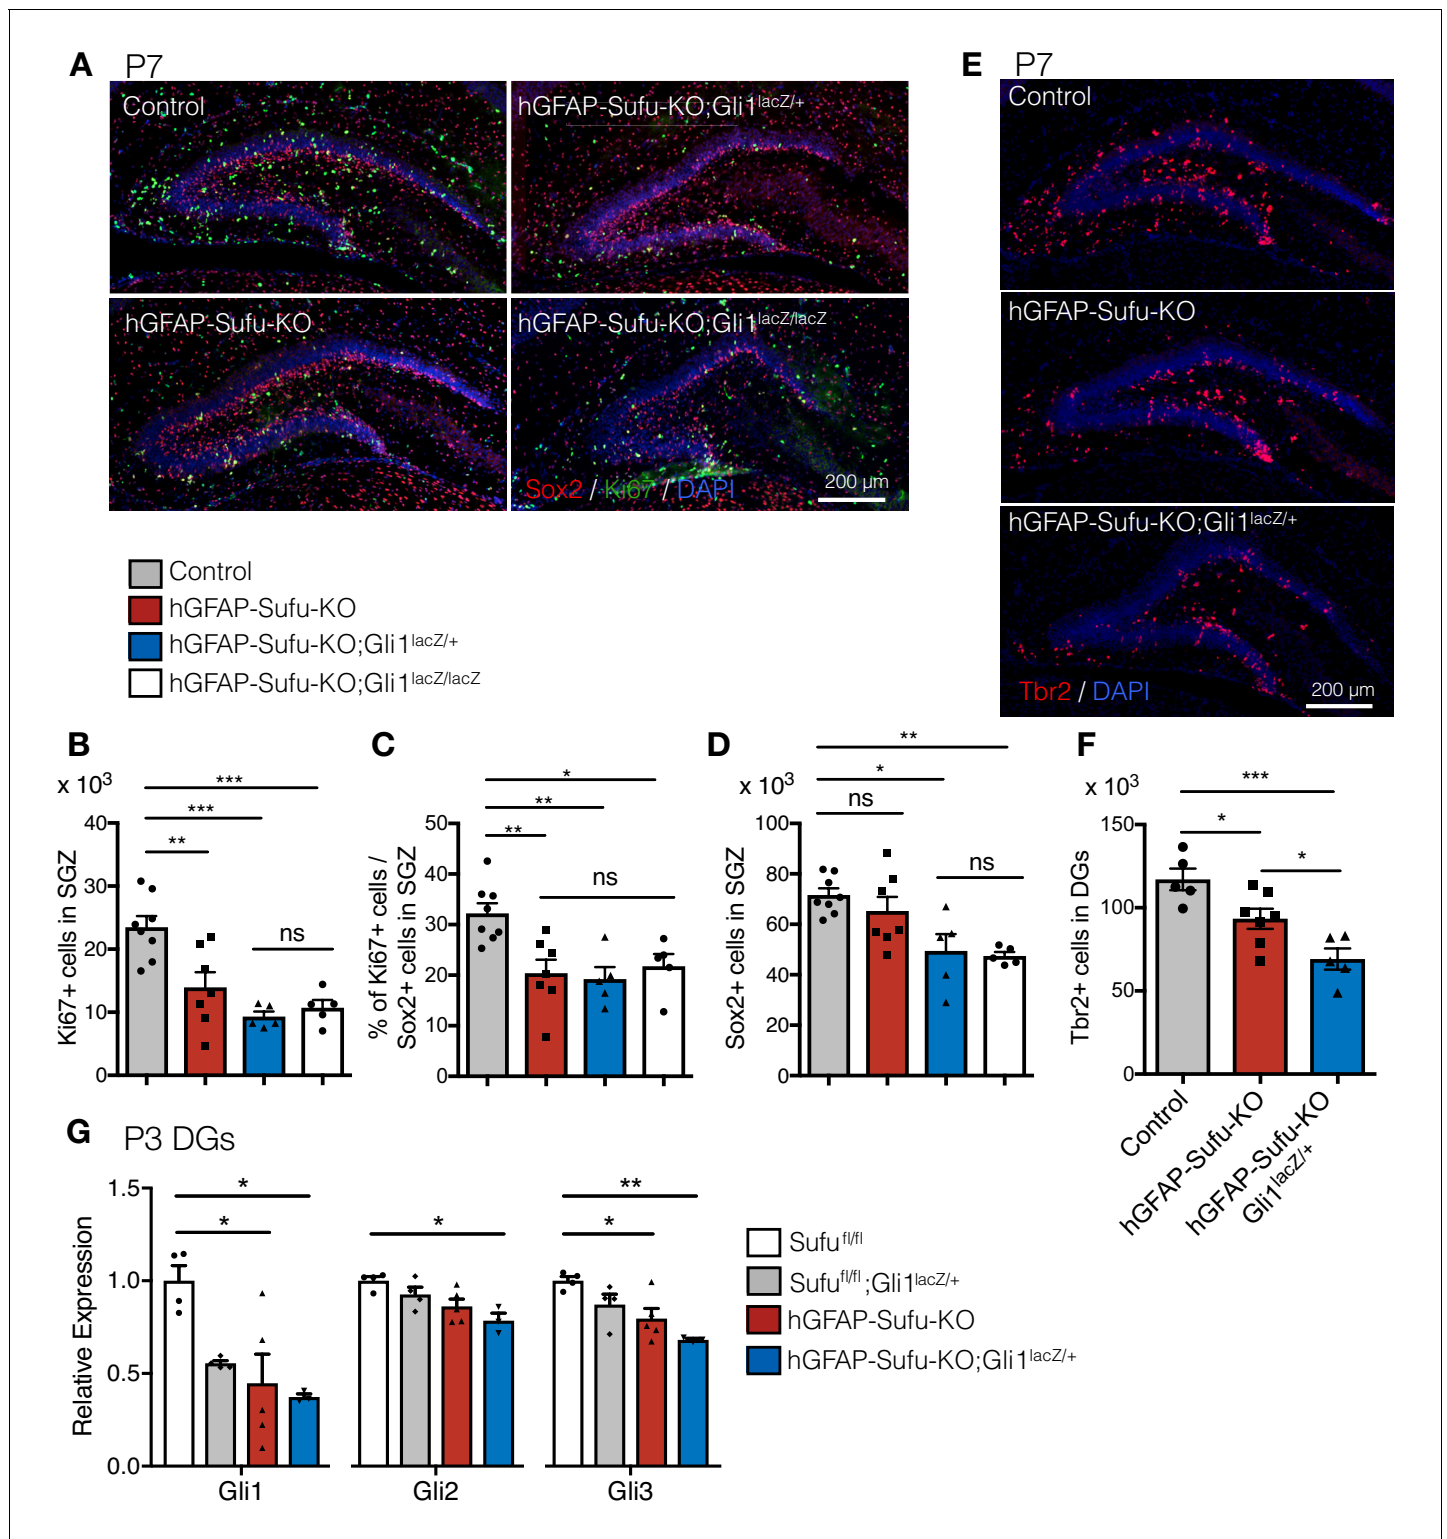 A P7
Control
hGFAP-Sufu-KO;Gli1lacZ/+
hGFAP-Sufu-KO
hGFAP-Sufu-KO;Gli1lacZ/lacZ
Sox2 / Ki67 / DAPI
200 µm
E P7
Control
hGFAP-Sufu-KO
hGFAP-Sufu-KO;Gli1lacZ/+
Tbr2 / DAPI
200 µm
Control
hGFAP-Sufu-KO
hGFAP-Sufu-KO;Gli1lacZ/+
hGFAP-Sufu-KO;Gli1lacZ/lacZ
B
x 103
Ki67+ cells in SGZ
40
30
20
10
0
***
***
**
ns
C
% of Ki67+ cells /
Sox2+ cells in SGZ
50
40
30
20
10
0
*
**
**
ns
D
x 103
Sox2+ cells in SGZ
100
80
60
40
20
0
**
*
ns
ns
F
x 103
Tbr2+ cells in DGs
150
100
50
0
***
*
*
Control
hGFAP-Sufu-KO
hGFAP-Sufu-KO
Gli1lacZ/+
G P3 DGs
Relative Expression
1.5
1.0
0.5
0.0
*
*
*
**
*
Gli1
Gli2
Gli3
Sufufl/fl
Sufufl/fl;Gli1lacZ/+
hGFAP-Sufu-KO
hGFAP-Sufu-KO;Gli1lacZ/+